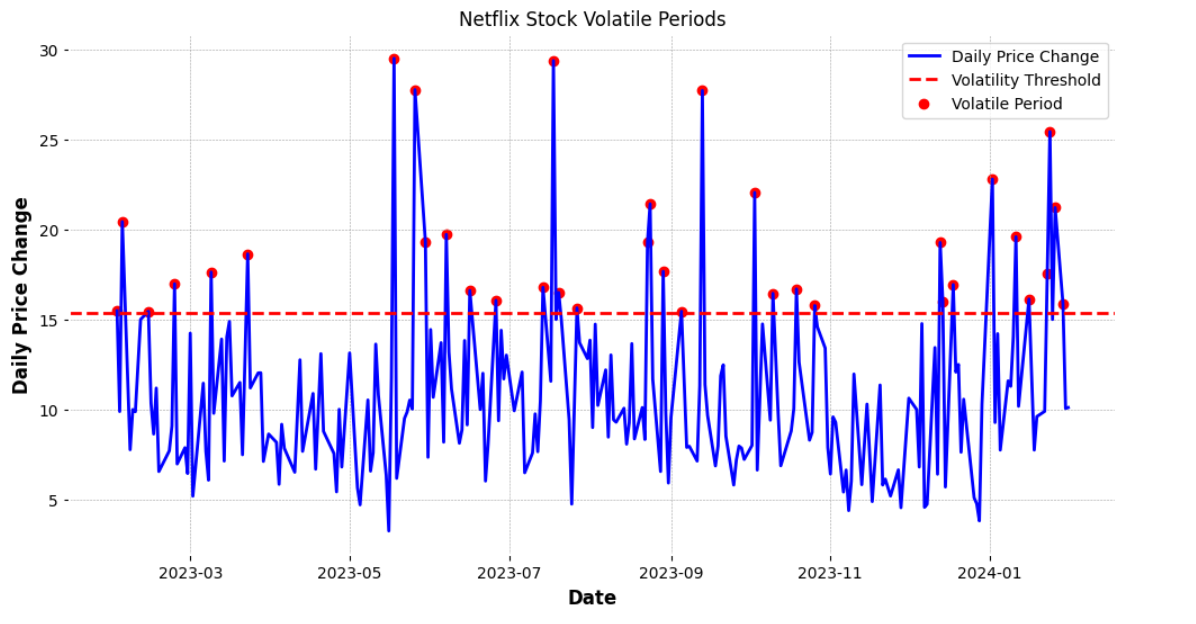 Netflix Stock Volatile Periods
Daily Price Change
Volatility Threshold
Volatile Period
30
25
20
15
10
5
Daily Price Change
2023-03 2023-05 2023-07 2023-09 2023-11 2024-01
Date